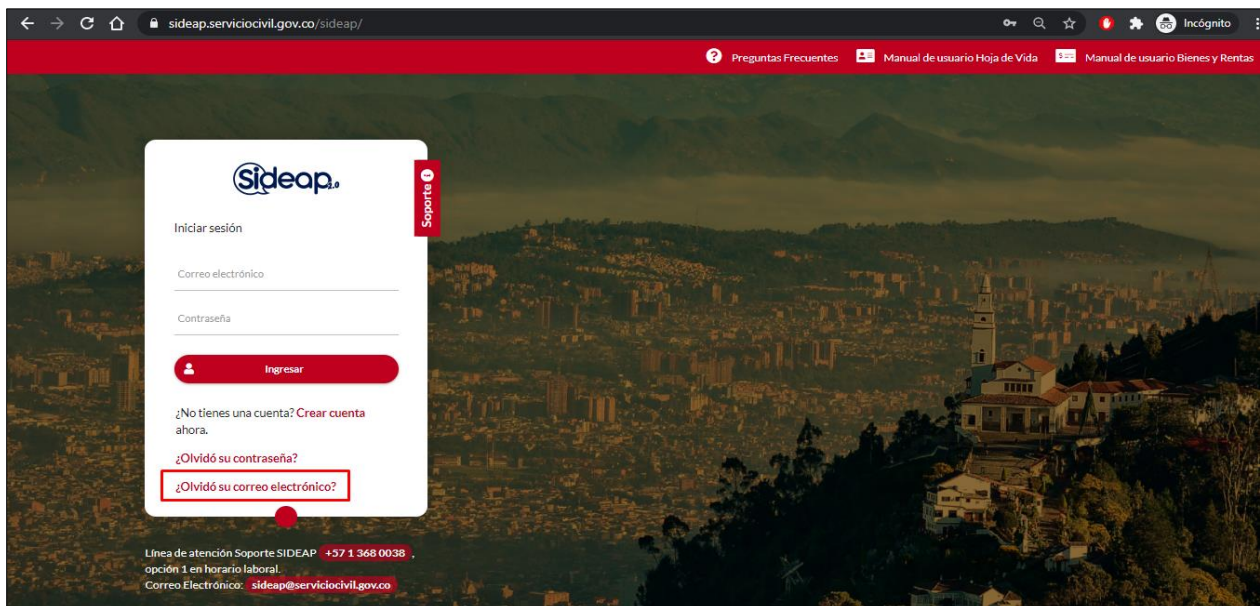 sideap.serviciocivil.gov.co/sideap/
Incógnito
Preguntas Frecuentes
Manual de usuario Hoja de Vida
Manual de usuario Bienes y Rentas
Sideap 2.0
Soporte
Iniciar sesión
Correo electrónico
Contraseña
Ingresar
¿No tienes una cuenta? Crear cuenta
ahora.
¿Olvidó su contraseña?
¿Olvidó su correo electrónico?
Línea de atención Soporte SIDEAP +57 1 368 0038 ,
opción 1 en horario laboral.
Correo Electrónico: sideap@serviciocivil.gov.co